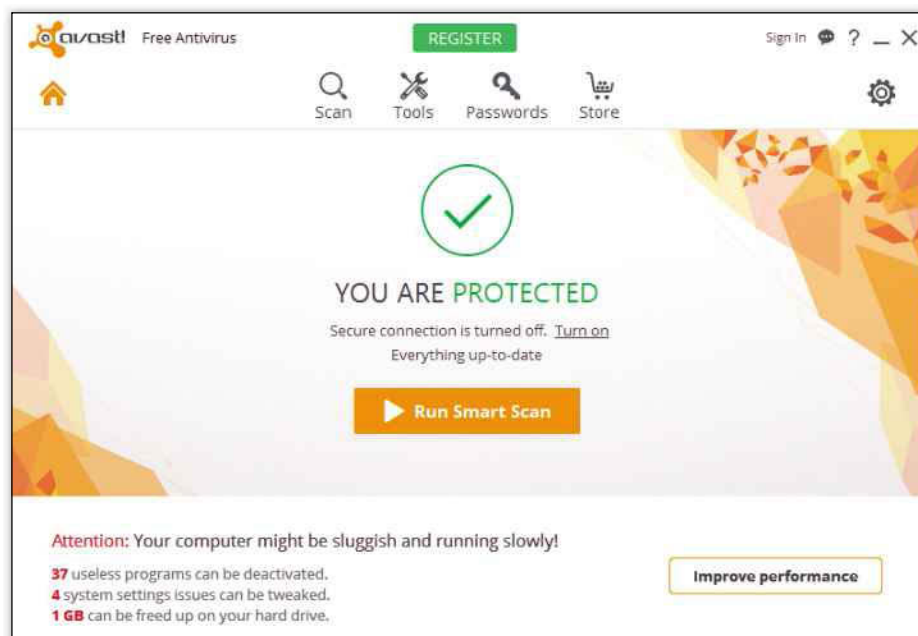 avast! Free Antivirus
REGISTER
Sign In ?
Scan Tools Passwords Store
YOU ARE PROTECTED
Secure connection is turned off. Turn on
Everything up-to-date
Run Smart Scan
Attention: Your computer might be sluggish and running slowly!
37 useless programs can be deactivated.
4 system settings issues can be tweaked.
1 GB can be freed up on your hard drive.
Improve performance